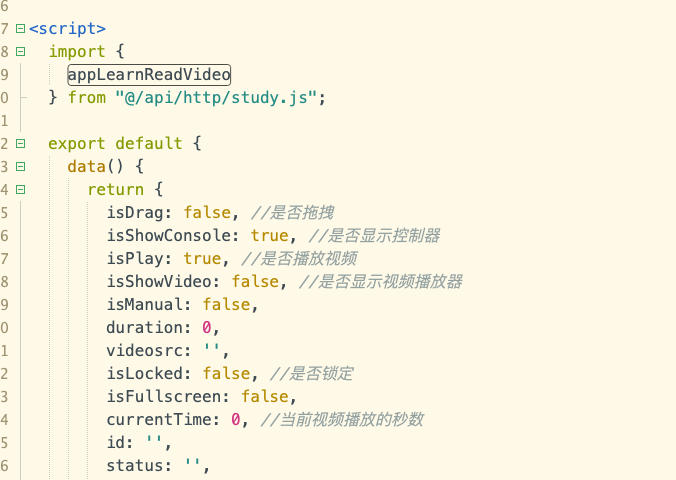 6
7 <script>
8 import {
9 appLearnReadVideo
0 } from "@/api/http/study.js";
1
2 export default {
3 data() {
4 return {
5 isDrag: false, //是否拖拽
6 isShowConsole: true, //是否显示控制器
7 isPlay: true, //是否播放视频
8 isShowVideo: false, //是否显示视频播放器
9 isManual: false,
0 duration: 0,
1 videosrc: '',
2 isLocked: false, //是否锁定
3 isFullscreen: false,
4 currentTime: 0, //当前视频播放的秒数
5 id: '',
6 status: '',